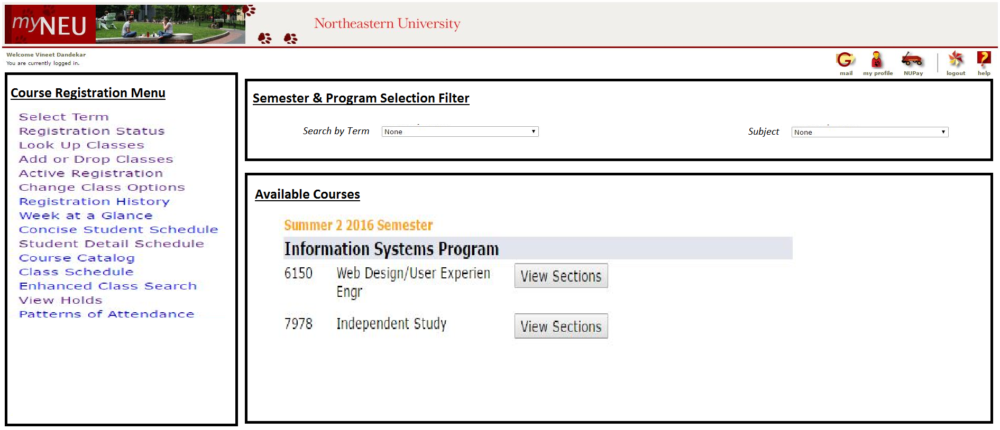 myNEU
Northeastern University
Welcome Vineet Dandekar
You are currently logged in.
G
mail
my profile
NUPay
logout
?
help
Course Registration Menu
Select Term
Registration Status
Look Up Classes
Add or Drop Classes
Active Registration
Change Class Options
Registration History
Week at a Glance
Concise Student Schedule
Student Detail Schedule
Course Catalog
Class Schedule
Enhanced Class Search
View Holds
Patterns of Attendance
Semester & Program Selection Filter
Search by Term None
Subject None
Available Courses
Summer 2 2016 Semester
Information Systems Program
6150 Web Design/User Experien View Sections
Engr
7978 Independent Study View Sections